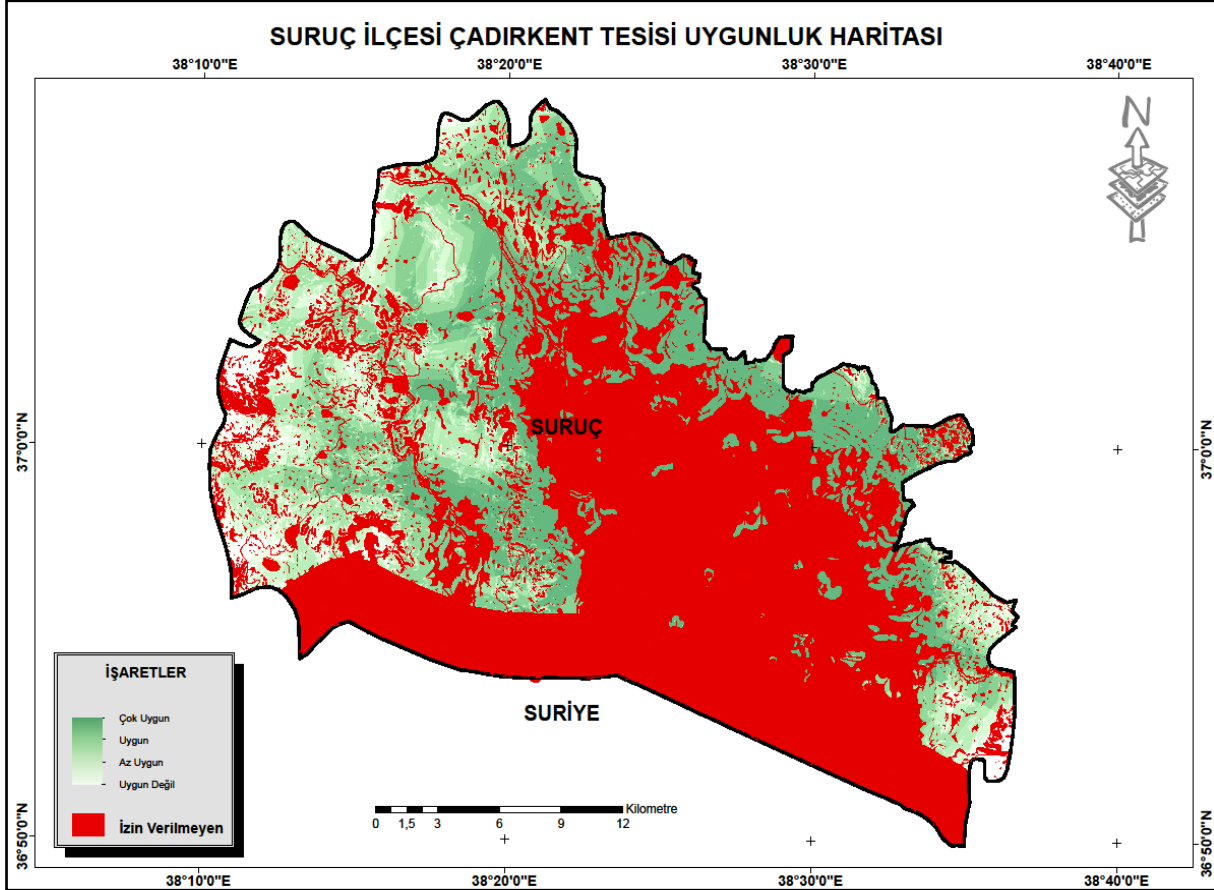 SURUÇ İLÇESİ ÇADIRKENT TESİSİ UYGUNLUK HARİTASI
38°10'0"E 38°20'0"E 38°30'0"E 38°40'0"E
N
SURUÇ
37°0'0"N 37°0'0"N
SURİYE
İŞARETLER
Çok Uygun
Uygun
Az Uygun
Uygun Değil
İzin Verilmeyen
Kilometre
0 1,5 3 6 9 12
36°50'0"N 36°50'0"N
38°10'0"E 38°20'0"E 38°30'0"E 38°40'0"E